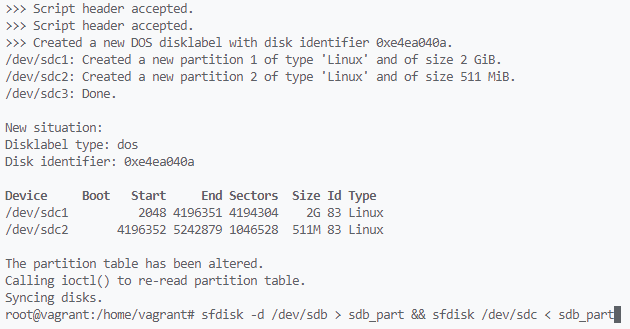 >>> Script header accepted.
>>> Script header accepted.
>>> Created a new DOS disklabel with disk identifier 0xe4ea040a.
/dev/sdc1: Created a new partition 1 of type 'Linux' and of size 2 GiB.
/dev/sdc2: Created a new partition 2 of type 'Linux' and of size 511 MiB.
/dev/sdc3: Done.

New situation:
Disklabel type: dos
Disk identifier: 0xe4ea040a

Device     Boot   Start     End Sectors  Size Id Type
/dev/sdc1          2048 4196351 4194304    2G 83 Linux
/dev/sdc2       4196352 5242879 1046528  511M 83 Linux

The partition table has been altered.
Calling ioctl() to re-read partition table.
Syncing disks.
root@vagrant:/home/vagrant# sfdisk -d /dev/sdb > sdb_part && sfdisk /dev/sdc < sdb_part